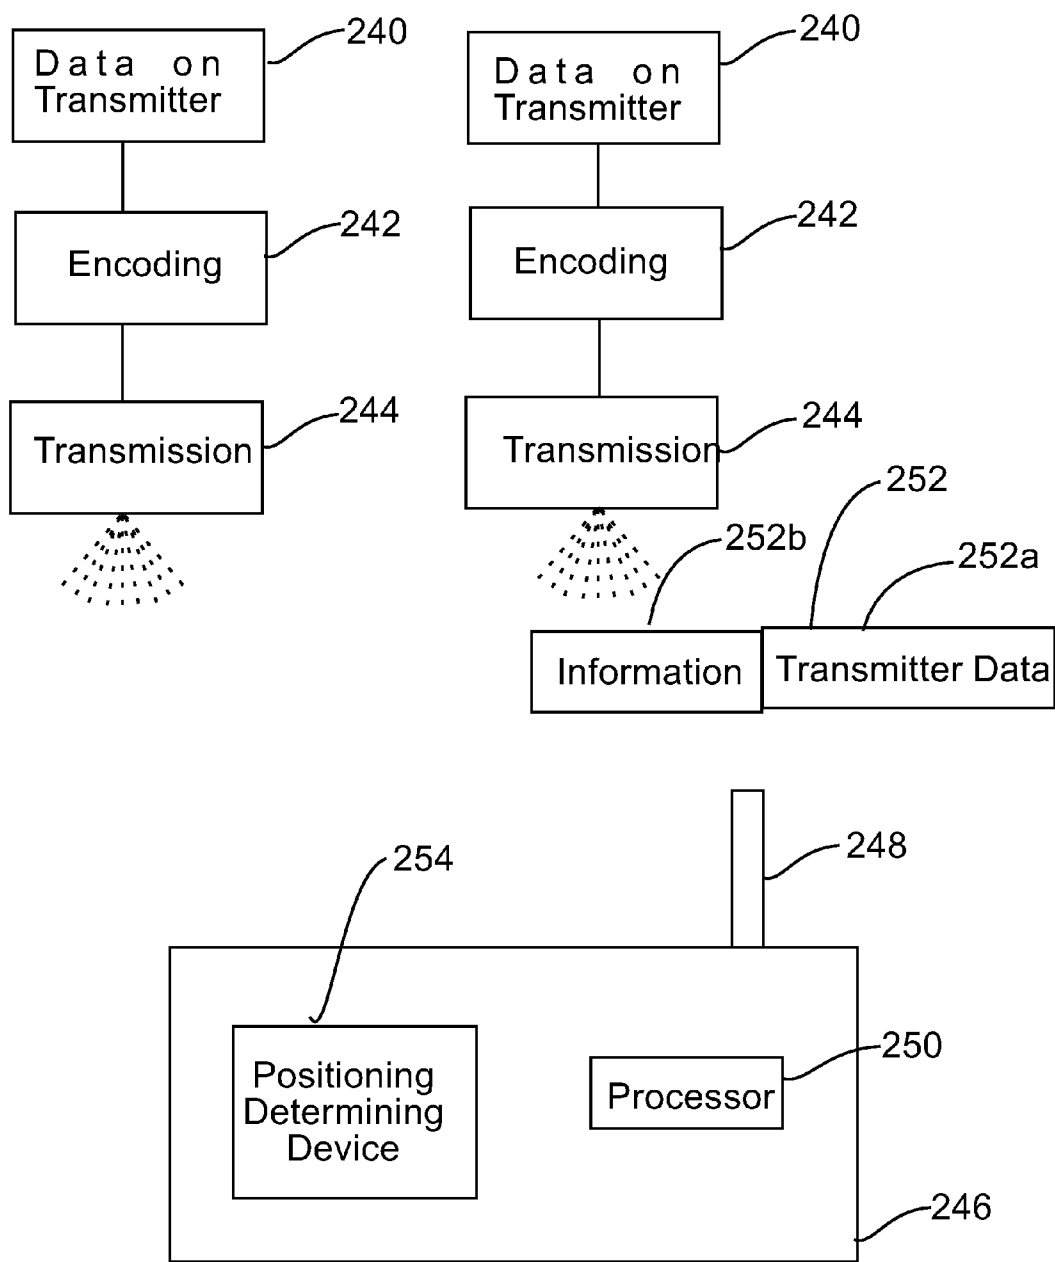 240
Data on
Transmitter
240
Data on
Transmitter
242
Encoding
242
Encoding
244
Transmission
244
Transmission
252
252b
252a
Information
Transmitter Data
248
254
250
Positioning
Determining
Device
Processor
246